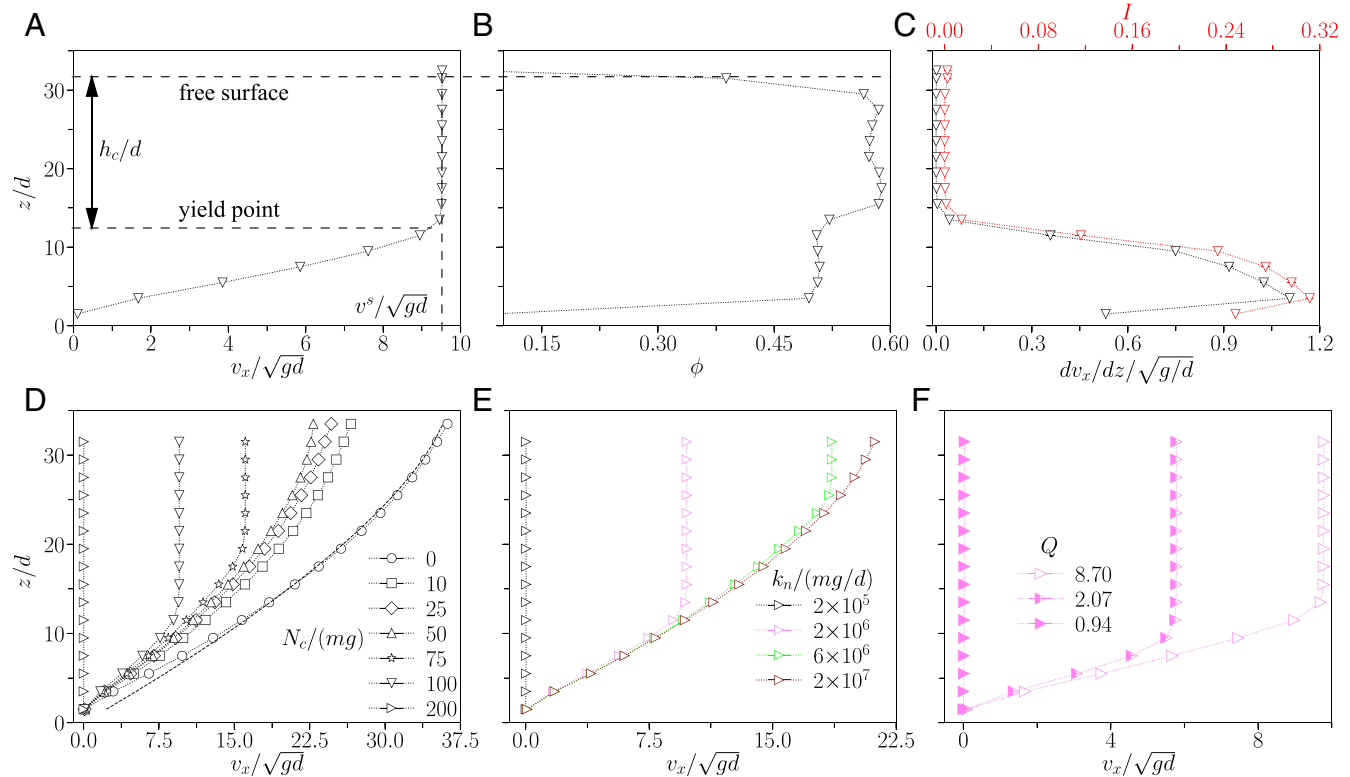 A
B
C
I
0.00 0.08 0.16 0.24 0.32
30
20
10
0
z/d
free surface
h_c/d
yield point
v^s/√gd
0 2 4 6 8 10
v_x/√gd
0.15 0.30 0.45 0.60
ϕ
0.0 0.3 0.6 0.9 1.2
dv_x/dz/√g/d
D
E
F
30
20
10
0
z/d
N_c/(mg)
0
10
25
50
75
100
200
0.0 7.5 15.0 22.5 30.0 37.5
v_x/√gd
k_n/(mg/d)
2×10^5
2×10^6
6×10^6
2×10^7
0.0 7.5 15.0 22.5
v_x/√gd
Q
8.70
2.07
0.94
0 4 8
v_x/√gd